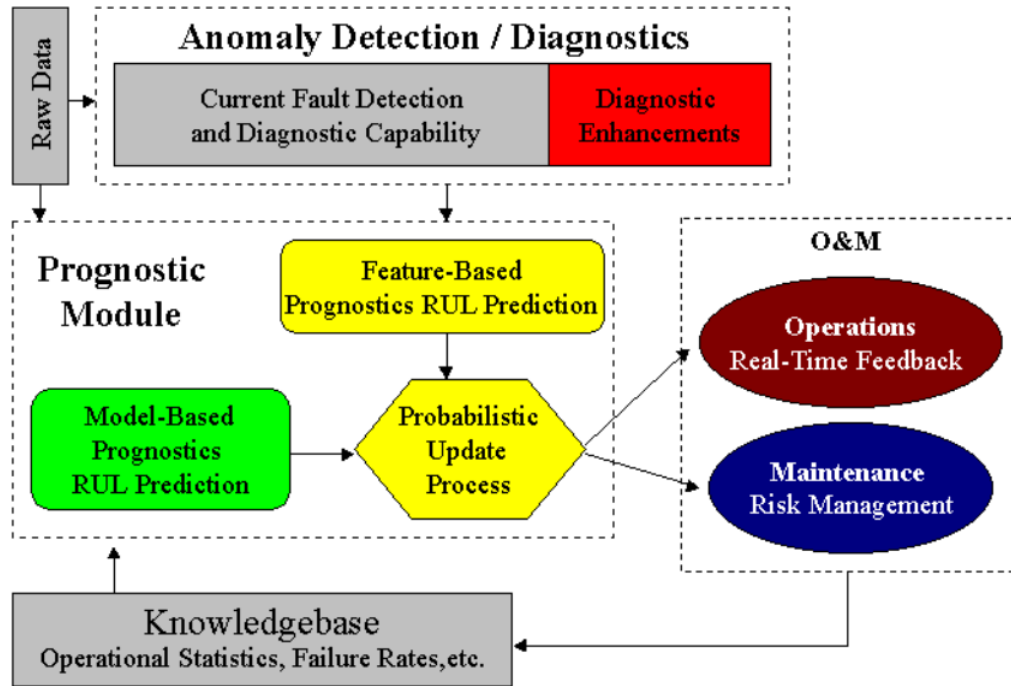 Raw Data
Anomaly Detection / Diagnostics
Current Fault Detection
and Diagnostic Capability
Diagnostic
Enhancements
Prognostic
Module
Feature-Based
Prognostics RUL Prediction
Model-Based
Prognostics
RUL Prediction
Probabilistic
Update
Process
O&M
Operations
Real-Time Feedback
Maintenance
Risk Management
Knowledgebase
Operational Statistics, Failure Rates,etc.